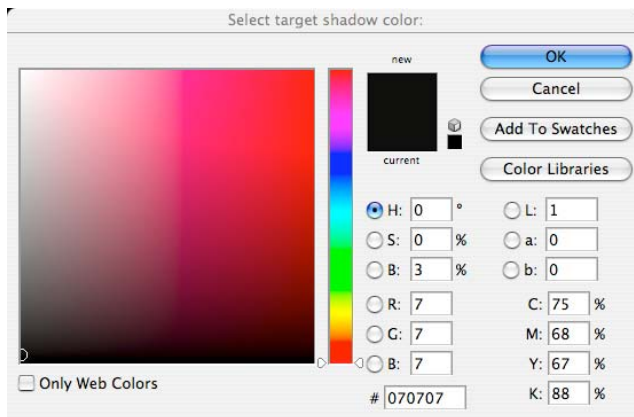 Select target shadow color:
new
current
OK
Cancel
Add To Swatches
Color Libraries
H: 0 °
S: 0 %
B: 3 %
R: 7
G: 7
B: 7
# 070707
L: 1
a: 0
b: 0
C: 75 %
M: 68 %
Y: 67 %
K: 88 %
Only Web Colors